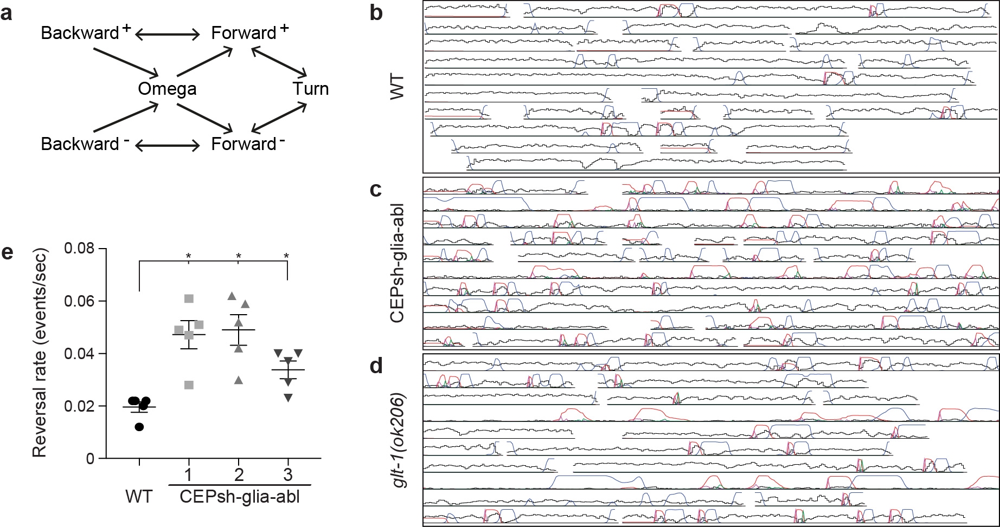 a
Backward + Forward +
Omega Turn
Backward - Forward -
b
WT
c
CEPsh-glia-abl
d
glt-1(ok206)
e
Reversal rate (events/sec)
0.08
0.06
0.04
0.02
0
* * *
1 2 3
WT CEPsh-glia-abl